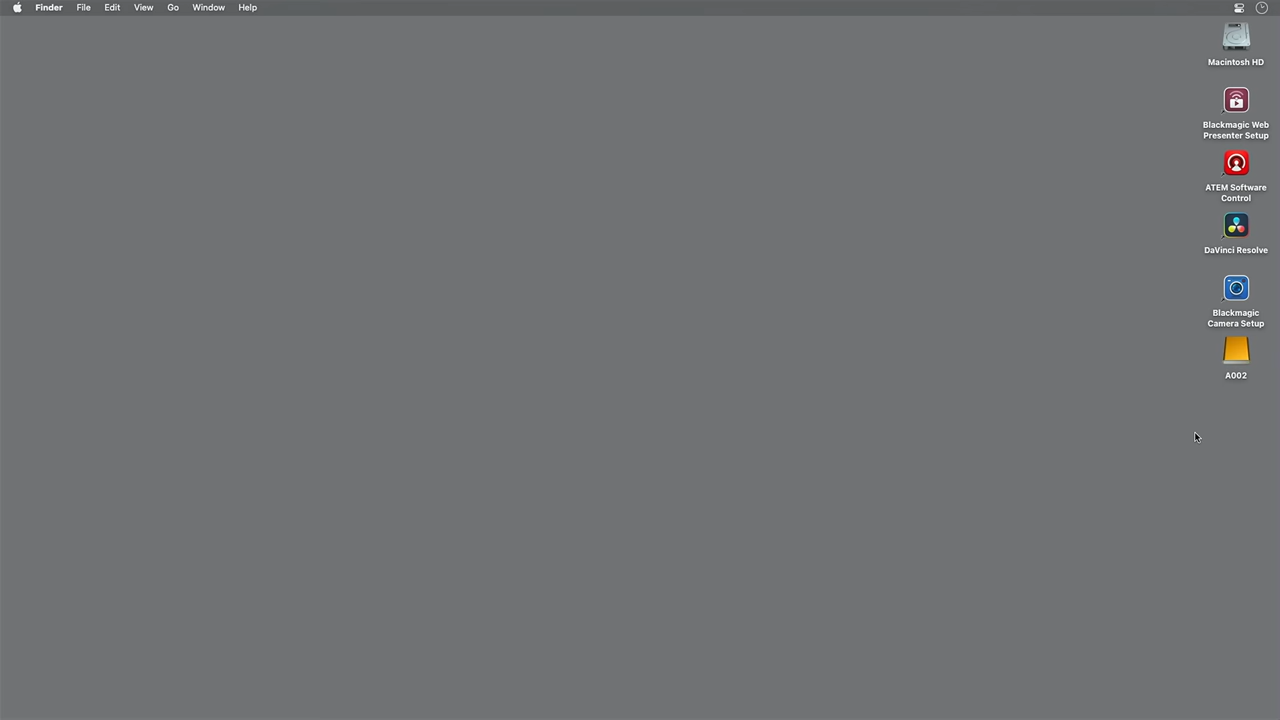 Finder File Edit View Go Window Help
Macintosh HD
Blackmagic Web
Presenter Setup
ATEM Software
Control
DaVinci Resolve
Blackmagic
Camera Setup
A002